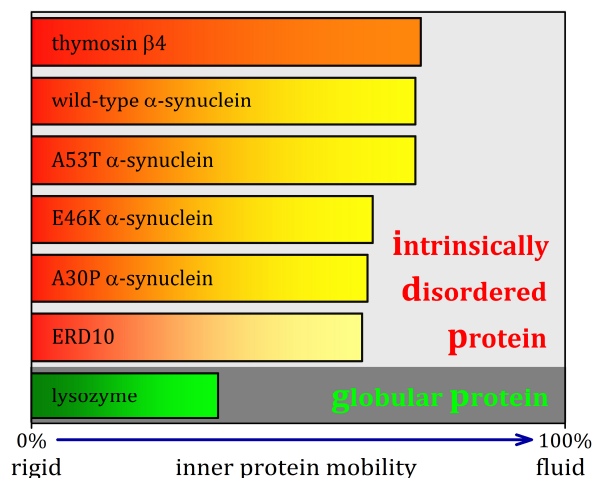 thymosin β4
wild-type α-synuclein
A53T α-synuclein
E46K α-synuclein
A30P α-synuclein
ERD10
intrinsically
disordered
protein
lysozyme
globular protein
0%
100%
rigid
inner protein mobility
fluid